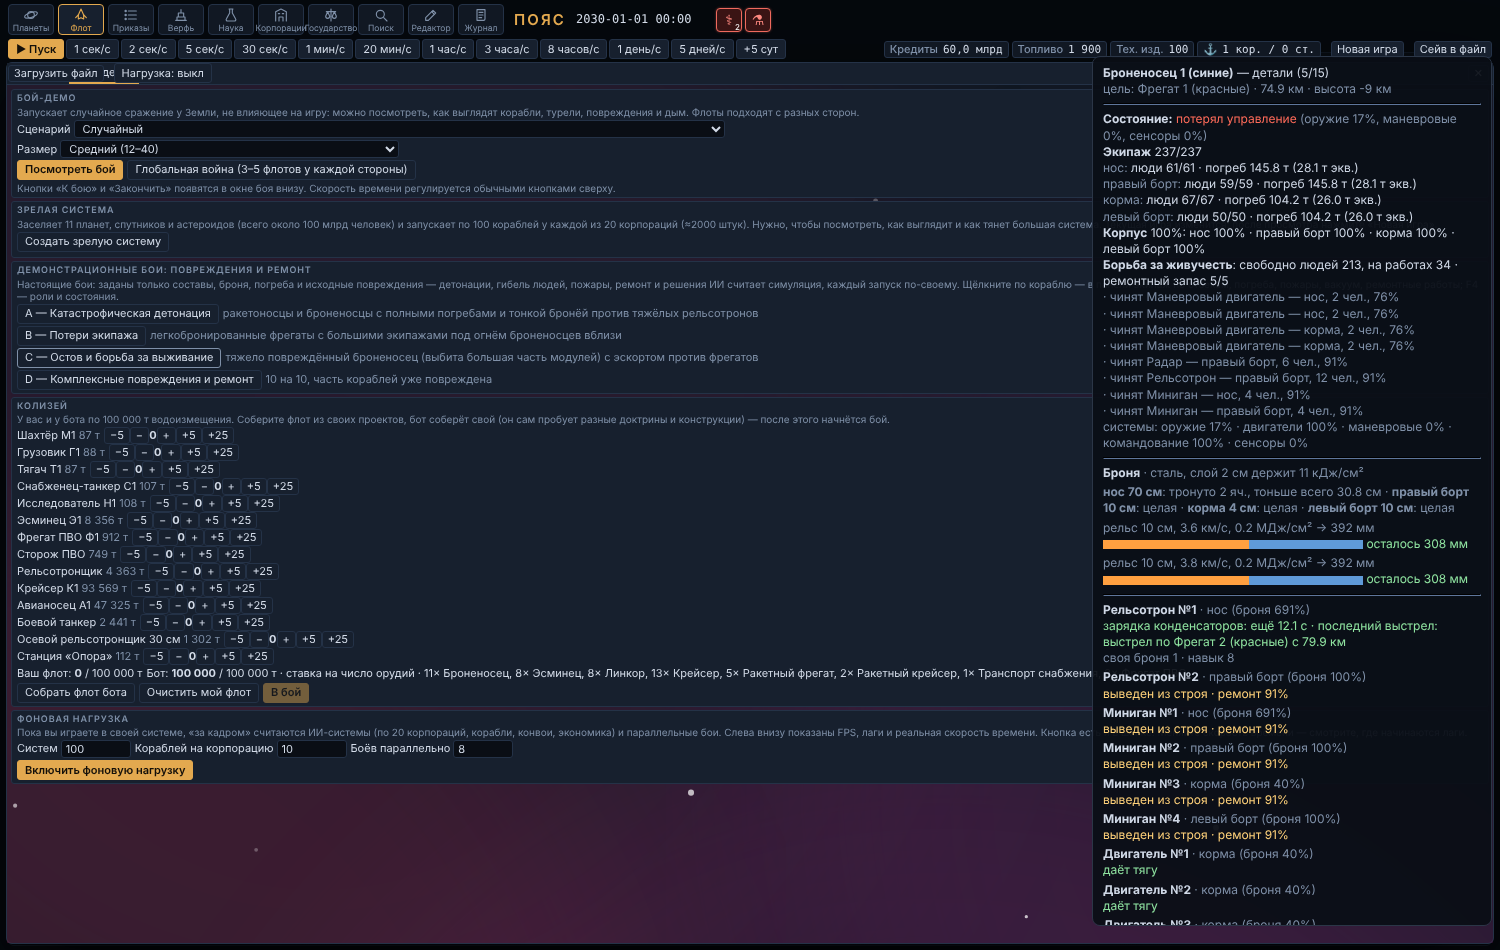 Планеты Флот Приказы Верфь Наука Корпорации Государство Поиск Редактор Журнал ПОЯС 2030-01-01 00:00 2
▶ Пуск 1 сек/с 2 сек/с 5 сек/с 30 сек/с 1 мин/с 20 мин/с 1 час/с 3 часа/с 8 часов/с 1 день/с 5 дней/с +5 сут Кредиты 60,0 млрд Топливо 1 900 Тех. изд. 100 ⚓ 1 кор. / 0 ст. Новая игра Сейв в файл
Загрузить файл Нагрузка: выкл
БОЙ-ДЕМО
Запускает случайное сражение у Земли, не влияющее на игру: можно посмотреть, как выглядят корабли, турели, повреждения и дым. Флоты подходят с разных сторон.
Сценарий Случайный
Размер Средний (12–40)
Посмотреть бой Глобальная война (3–5 флотов у каждой стороны)
Кнопки «К бою» и «Закончить» появятся в окне боя внизу. Скорость времени регулируется обычными кнопками сверху.
ЗРЕЛАЯ СИСТЕМА
Заселяет 11 планет, спутников и астероидов (всего около 100 млрд человек) и запускает по 100 кораблей у каждой из 20 корпораций (≈2000 штук). Нужно, чтобы посмотреть, как выглядит и как тянет большая систем
Создать зрелую систему
ДЕМОНСТРАЦИОННЫЕ БОИ: ПОВРЕЖДЕНИЯ И РЕМОНТ
Настоящие бои: заданы только составы, броня, погреба и исходные повреждения — детонации, гибель людей, пожары, ремонт и решения ИИ считает симуляция, каждый запуск по-своему. Щёлкните по кораблю —
— роли и состояния.
A — Катастрофическая детонация ракетоносцы и броненосцы с полными погребами и тонкой бронёй против тяжёлых рельсотронов
B — Потери экипажа легкобронированные фрегаты с большими экипажами под огнём броненосцев вблизи
C — Остов и борьба за выживание тяжело повреждённый броненосец (выбита большая часть модулей) с эскортом против фрегатов
D — Комплексные повреждения и ремонт 10 на 10, часть кораблей уже повреждена
КОЛИЗЕЙ
У вас и у бота по 100 000 т водоизмещения. Соберите флот из своих проектов, бот соберёт свой (он сам пробует разные доктрины и конструкции) — после этого начнётся бой.
Шахтёр М1 87 т −5 − 0 + +5 +25
Грузовик Г1 88 т −5 − 0 + +5 +25
Тягач Т1 87 т −5 − 0 + +5 +25
Снабженец-танкер С1 107 т −5 − 0 + +5 +25
Исследователь Н1 108 т −5 − 0 + +5 +25
Эсминец Э1 8 356 т −5 − 0 + +5 +25
Фрегат ПВО Ф1 912 т −5 − 0 + +5 +25
Сторож ПВО 749 т −5 − 0 + +5 +25
Рельсотронщик 4 363 т −5 − 0 + +5 +25
Крейсер К1 93 569 т −5 − 0 + +5 +25
Авианосец А1 47 325 т −5 − 0 + +5 +25
Боевой танкер 2 441 т −5 − 0 + +5 +25
Осевой рельсотронщик 30 см 1 302 т −5 − 0 + +5 +25
Станция «Опора» 112 т −5 − 0 + +5 +25
Ваш флот: 0 / 100 000 т Бот: 100 000 / 100 000 т · ставка на число орудий · 11× Броненосец, 8× Эсминец, 8× Линкор, 13× Крейсер, 5× Ракетный фрегат, 2× Ракетный крейсер, 1× Транспорт снабжени
Собрать флот бота Очистить мой флот В бой
ФОНОВАЯ НАГРУЗКА
Пока вы играете в своей системе, «за кадром» считаются ИИ-системы (по 20 корпораций, корабли, конвои, экономика) и параллельные бои. Слева внизу показаны FPS, лаги и реальная скорость времени. Кнопка ес
Систем 100 Кораблей на корпорацию 10 Боёв параллельно 8
Включить фоновую нагрузку
Броненосец 1 (синие) — детали (5/15) ×
цель: Фрегат 1 (красные) · 74.9 км · высота -9 км
Состояние: потерял управление (оружие 17%, маневровые
0%, сенсоры 0%)
Экипаж 237/237
нос: люди 61/61 · погреб 145.8 т (28.1 т экв.)
правый борт: люди 59/59 · погреб 145.8 т (28.1 т экв.)
корма: люди 67/67 · погреб 104.2 т (26.0 т экв.)
левый борт: люди 50/50 · погреб 104.2 т (26.0 т экв.)
Корпус 100%: нос 100% · правый борт 100% · корма 100% ·
левый борт 100%
Борьба за живучесть: свободно людей 213, на работах 34 ·
ремонтный запас 5/5
· чинят Маневровый двигатель — нос, 2 чел., 76%
· чинят Маневровый двигатель — нос, 2 чел., 76%
· чинят Маневровый двигатель — корма, 2 чел., 76%
· чинят Маневровый двигатель — корма, 2 чел., 76%
· чинят Радар — правый борт, 6 чел., 91%
· чинят Рельсотрон — правый борт, 12 чел., 91%
· чинят Миниган — нос, 4 чел., 91%
· чинят Миниган — правый борт, 4 чел., 91%
системы: оружие 17% · двигатели 100% · маневровые 0% ·
командование 100% · сенсоры 0%
Броня · сталь, слой 2 см держит 11 кДж/см²
нос 70 см: тронуто 2 яч., тоньше всего 30.8 см · правый борт
10 см: целая · корма 4 см: целая · левый борт 10 см: целая
рельс 10 см, 3.6 км/с, 0.2 МДж/см² → 392 мм
осталось 308 мм
рельс 10 см, 3.8 км/с, 0.2 МДж/см² → 392 мм
осталось 308 мм
Рельсотрон №1 · нос (броня 691%)
зарядка конденсаторов: ещё 12.1 с · последний выстрел:
выстрел по Фрегат 2 (красные) с 79.9 км
своя броня 1 · навык 8
Рельсотрон №2 · правый борт (броня 100%)
выведен из строя · ремонт 91%
Миниган №1 · нос (броня 691%)
выведен из строя · ремонт 91%
Миниган №2 · правый борт (броня 100%)
выведен из строя · ремонт 91%
Миниган №3 · корма (броня 40%)
выведен из строя · ремонт 91%
Миниган №4 · левый борт (броня 100%)
выведен из строя · ремонт 91%
Двигатель №1 · корма (броня 40%)
даёт тягу
Двигатель №2 · корма (броня 40%)
даёт тягу
Двигатель №3 · корма (броня 40%)